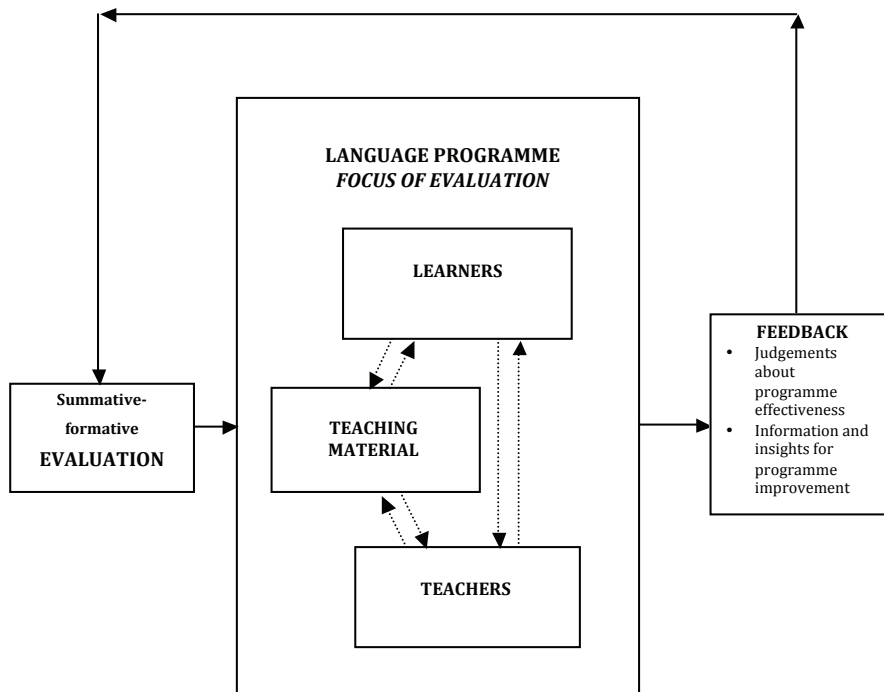 LANGUAGE PROGRAMME
FOCUS OF EVALUATION
LEARNERS
TEACHING
MATERIAL
TEACHERS
Summative-
formative
EVALUATION
FEEDBACK
• Judgements
about
programme
effectiveness
• Information and
insights for
programme
improvement